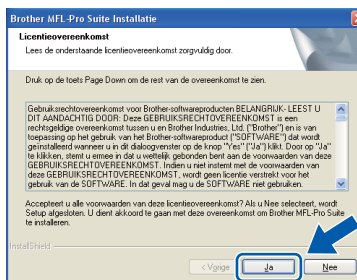 Brother MFL-Pro Suite Installatie
Licentieovereenkomst
Lees de onderstaande licentieovereenkomst zorgvuldig door.
Druk op de toets Page Down om de rest van de overeenkomst te zien.
Gebruiksrechtovereenkomst voor Brother-softwareproducten BELANGRIJK- LEEST U
DIT AANDACHTIG DOOR: Deze GEBRUIKSRECHTOVEREENKOMST is een
rechtsgeldige overeenkomst tussen u en Brother Industries, Ltd. ("Brother") en is van
toepassing op het gebruik van het Brother-softwareproduct ("SOFTWARE") dat wordt
geïnstalleerd wanneer u in dit dialoogvenster op de knop "Yes" ("Ja") klikt. Door op "Ja"
te klikken, stemt u ermee in dat u wettelijk gebonden bent aan de voorwaarden van deze
GEBRUIKSRECHTOVEREENKOMST. Indien u niet instemt met de voorwaarden van
deze GEBRUIKSRECHTOVEREENKOMST, wordt geen licentie verstrekt voor het
gebruik van de SOFTWARE. In dat geval mag u de SOFTWARE niet gebruiken.
Accepteert u alle voorwaarden van deze licentieovereenkomst? Als u Nee selecteert, wordt
Setup afgesloten. U dient akkoord te gaan met deze overeenkomst om Brother MFL-Pro Suite
te installeren.
InstallShield
< Vorige Ja Nee